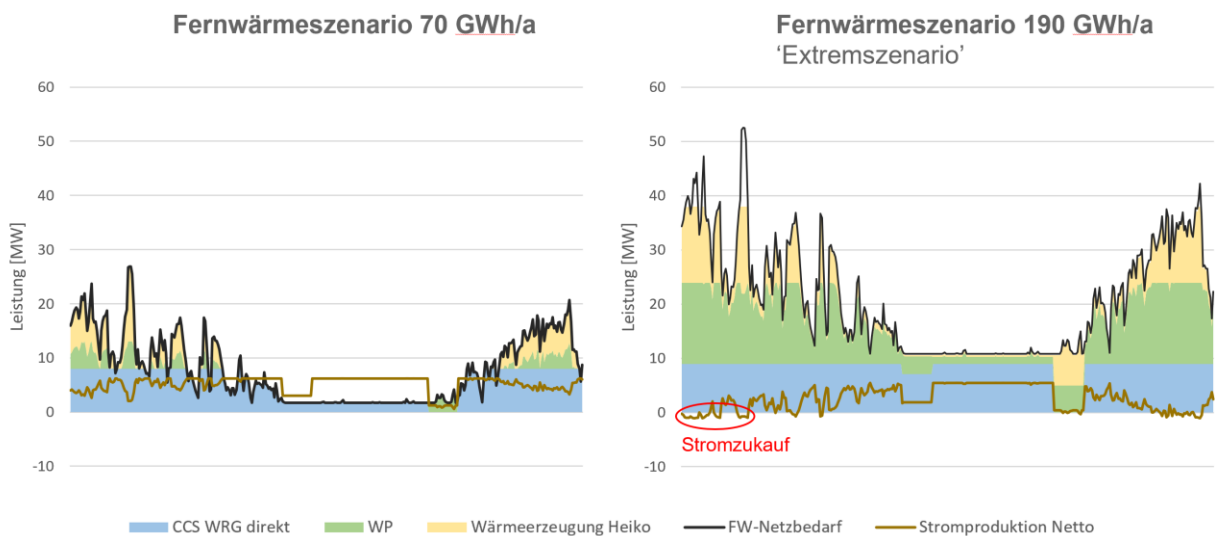 Fernwärmeszenario 70 GWh/a
Fernwärmeszenario 190 GWh/a
‘Extremszenario’
Leistung [MW]
60
50
40
30
20
10
0
-10
Leistung [MW]
60
50
40
30
20
10
0
-10
Stromzukauf
CCS WRG direkt
WP
Wärmeerzeugung Heiko
FW-Netzbedarf
Stromproduktion Netto